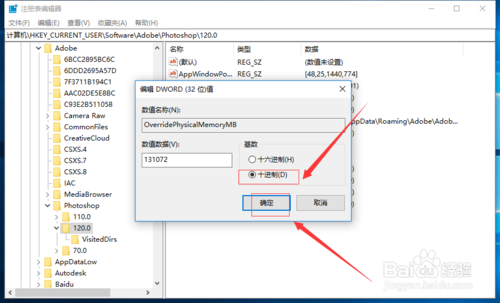 注册表编辑器
文件(F) 编辑(E) 查看(V) 收藏夹(A) 帮助(H)
计算机\HKEY_CURRENT_USER\Software\Adobe\Photoshop\120.0
Adobe
6BCC2B95BC6C
6DDD2695A57D
7F3711B194C1
AAC02DE5E8BC
C93E2B511058
Camera Raw
CommonFiles
CreativeCloud
CSXS.4
CSXS.7
CSXS.8
IAC
MediaBrowser
Photoshop
110.0
120.0
VisitedDirs
70.0
AppDataLow
Autodesk
Baidu
名称 类型 数据
(默认) REG_SZ (数值未设置)
AppWindowPo... REG_SZ [48,25,1440,774]
编辑 DWORD (32 位)值
数值名称(N):
OverridePhysicalMemoryMB
数值数据(V):
131072
基数
十六进制(H)
十进制(D)
确定 取消
AppData\Roaming\Adobe\Adob...
Baidu 经验
jingyan.baidu.com